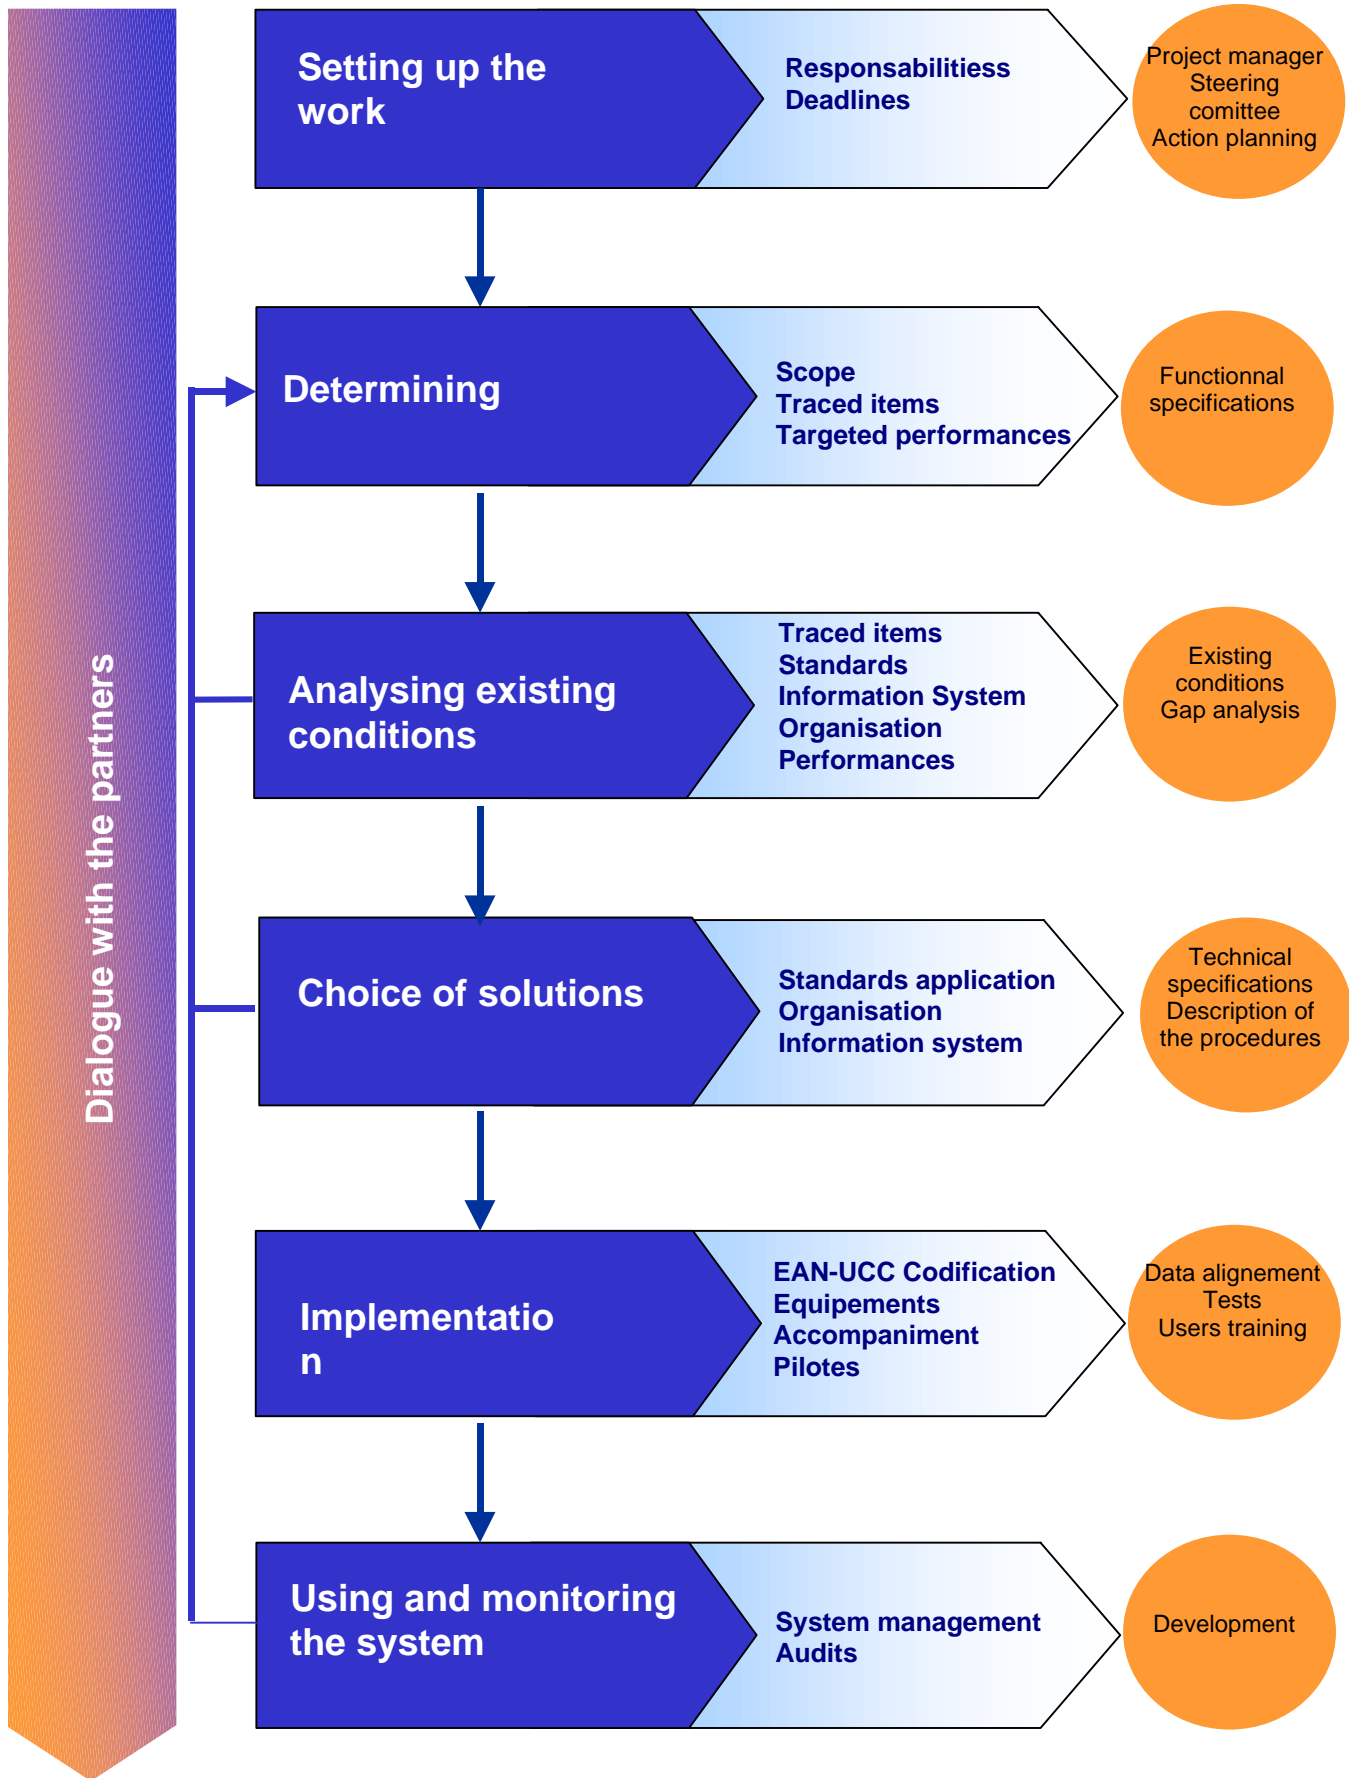 Dialogue with the partners
Setting up the
work
Responsabilitiess
Deadlines
Project manager
Steering
comittee
Action planning
Determining
Scope
Traced items
Targeted performances
Functionnal
specifications
Analysing existing
conditions
Traced items
Standards
Information System
Organisation
Performances
Existing
conditions
Gap analysis
Choice of solutions
Standards application
Organisation
Information system
Technical
specifications
Description of
the procedures
Implementatio
n
EAN-UCC Codification
Equipements
Accompaniment
Pilotes
Data alignement
Tests
Users training
Using and monitoring
the system
System management
Audits
Development